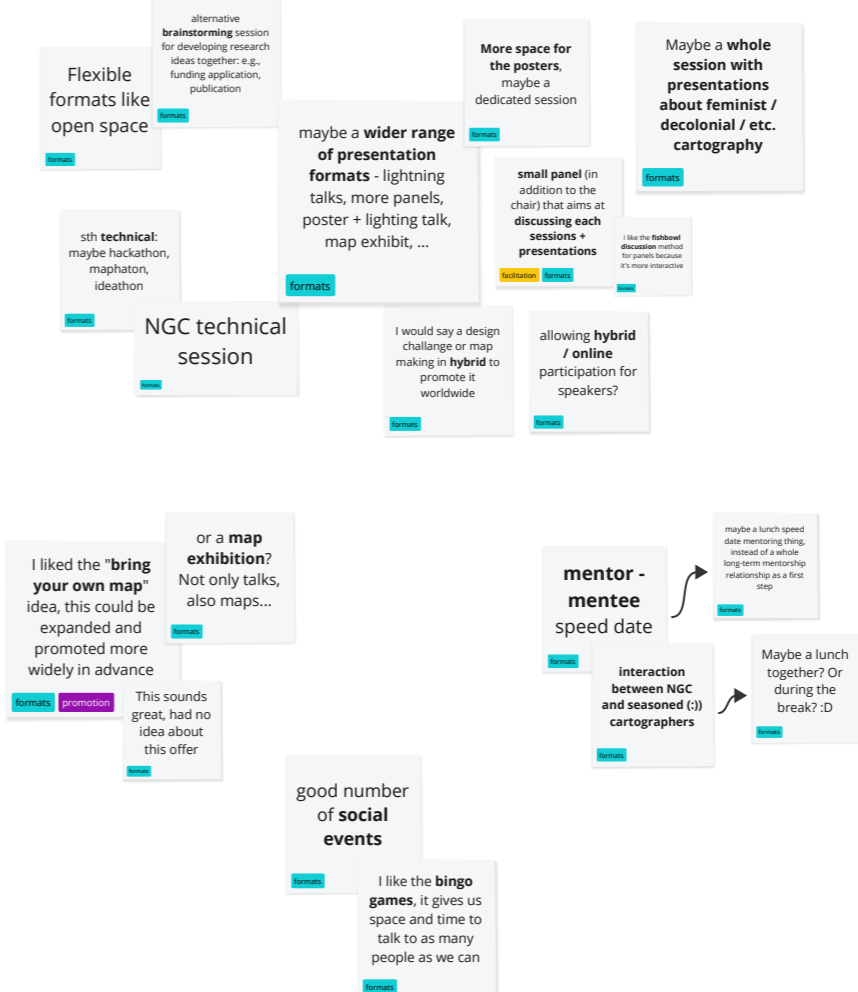 Flexible
formats like
open space
formats
alternative
brainstorming session
for developing research
ideas together: e.g.,
funding application,
publication
formats
maybe a wider range
of presentation
formats - lightning
talks, more panels,
poster + lighting talk,
map exhibit, ...
formats
More space for
the posters,
maybe a
dedicated session
formats
Maybe a whole
session with
presentations
about feminist /
decolonial / etc.
cartography
formats
small panel (in
addition to the
chair) that aims at
discussing each
sessions +
presentations
facilitation formats
I like the fishbowl
discussion method
for panels because
it's more interactive
formats
sth technical:
maybe hackathon,
maphaton,
ideathon
formats
NGC technical
session
formats
I would say a design
challange or map
making in hybrid to
promote it
worldwide
formats
allowing hybrid
/ online
participation for
speakers?
formats
I liked the "bring
your own map"
idea, this could be
expanded and
promoted more
widely in advance
formats promotion
or a map
exhibition?
Not only talks,
also maps...
formats
This sounds
great, had no
idea about
this offer
formats
mentor -
mentee
speed date
formats
maybe a lunch speed
date mentoring thing,
instead of a whole
long-term mentorship
relationship as a first
step
formats
interaction
between NGC
and seasoned (:))
cartographers
formats
Maybe a lunch
together? Or
during the
break? :D
formats
good number
of social
events
formats
I like the bingo
games, it gives us
space and time to
talk to as many
people as we can
formats